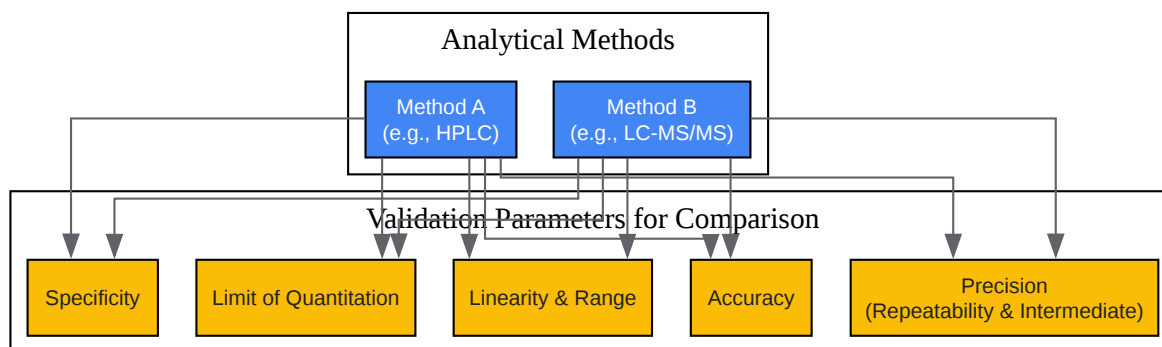 Analytical Methods
Method A
(e.g., HPLC)
Method B
(e.g., LC-MS/MS)
Validation Parameters for Comparison
Specificity
Limit of Quantitation
Linearity & Range
Accuracy
Precision
(Repeatability & Intermediate)